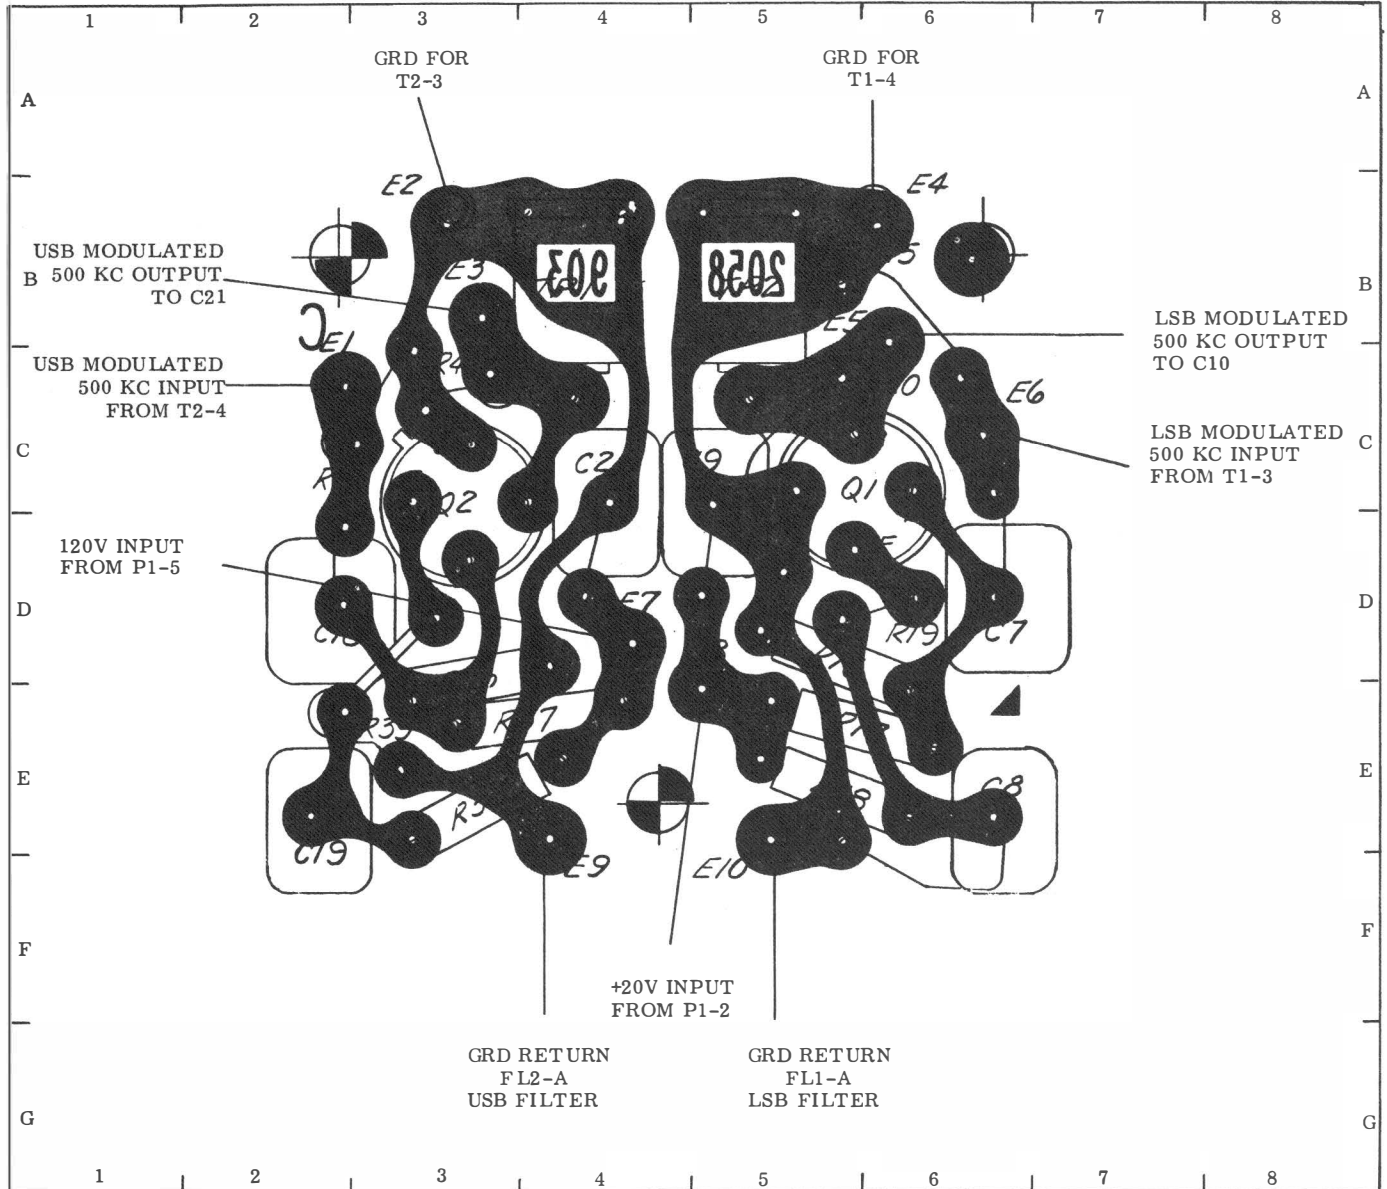 1 2 3 4 5 6 7 8
GRD FOR
T2-3
GRD FOR
T1-4
A A
E2
E4
USB MODULATED
500 KC OUTPUT
TO C21
B B
E3
903
2058
E1
E5
LSB MODULATED
500 KC OUTPUT
TO C10
USB MODULATED
500 KC INPUT
FROM T2-4
R4
E6
C C
LSB MODULATED
500 KC INPUT
FROM T1-3
C2
Q2
Q1
120V INPUT
FROM P1-5
D D
E7
R19
C7
E E
C8
C19
E9
E10
F F
+20V INPUT
FROM P1-2
GRD RETURN
FL2-A
USB FILTER
GRD RETURN
FL1-A
LSB FILTER
G G
1 2 3 4 5 6 7 8